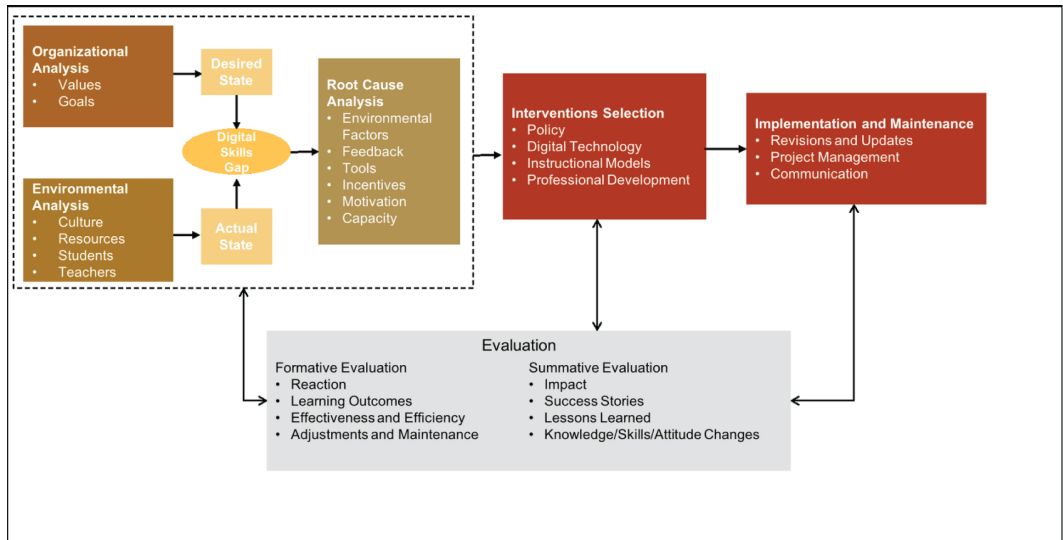 Organizational
Analysis
• Values
• Goals
Desired
State
Digital
Skills
Gap
Environmental
Analysis
• Culture
• Resources
• Students
• Teachers
Actual
State
Root Cause
Analysis
• Environmental
Factors
• Feedback
• Tools
• Incentives
• Motivation
• Capacity
Interventions Selection
• Policy
• Digital Technology
• Instructional Models
• Professional Development
Implementation and Maintenance
• Revisions and Updates
• Project Management
• Communication
Evaluation
Formative Evaluation
• Reaction
• Learning Outcomes
• Effectiveness and Efficiency
• Adjustments and Maintenance
Summative Evaluation
• Impact
• Success Stories
• Lessons Learned
• Knowledge/Skills/Attitude Changes